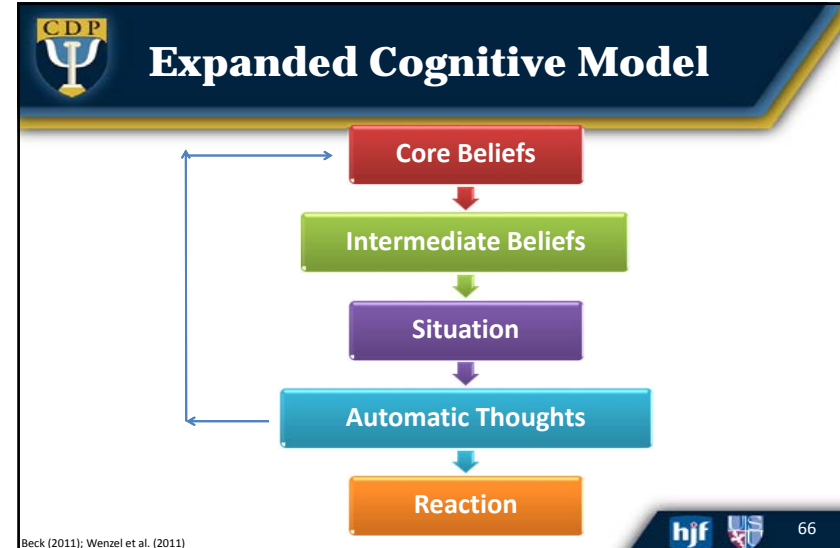 CDP
Expanded Cognitive Model
Core Beliefs
Intermediate Beliefs
Situation
Automatic Thoughts
Reaction
Beck (2011); Wenzel et al. (2011)
hjf
66